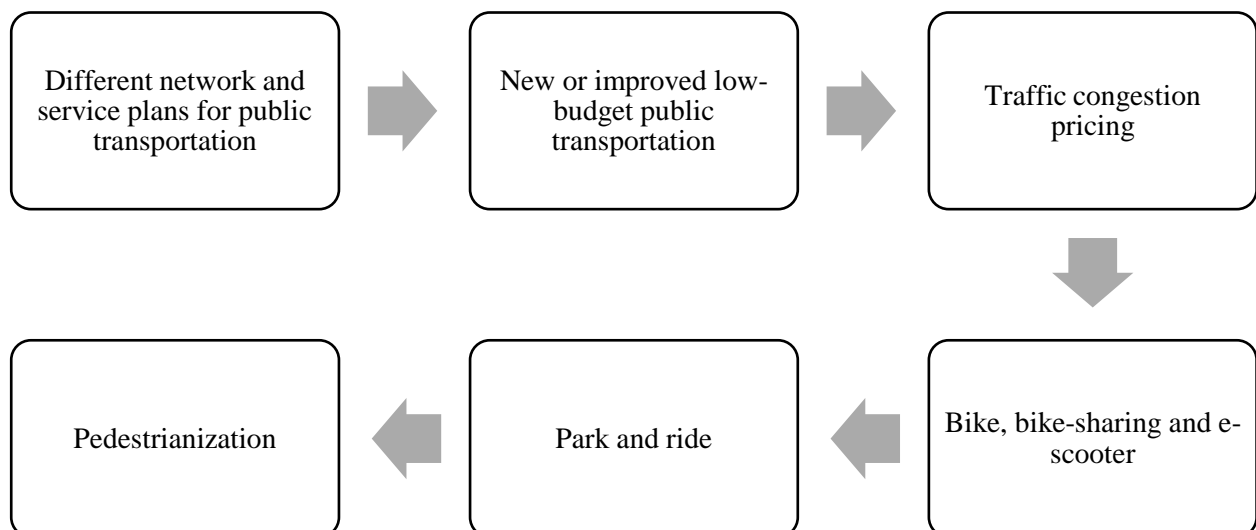 Different network and
service plans for public
transportation
New or improved low-
budget public
transportation
Traffic congestion
pricing
Bike, bike-sharing and e-
scooter
Park and ride
Pedestrianization